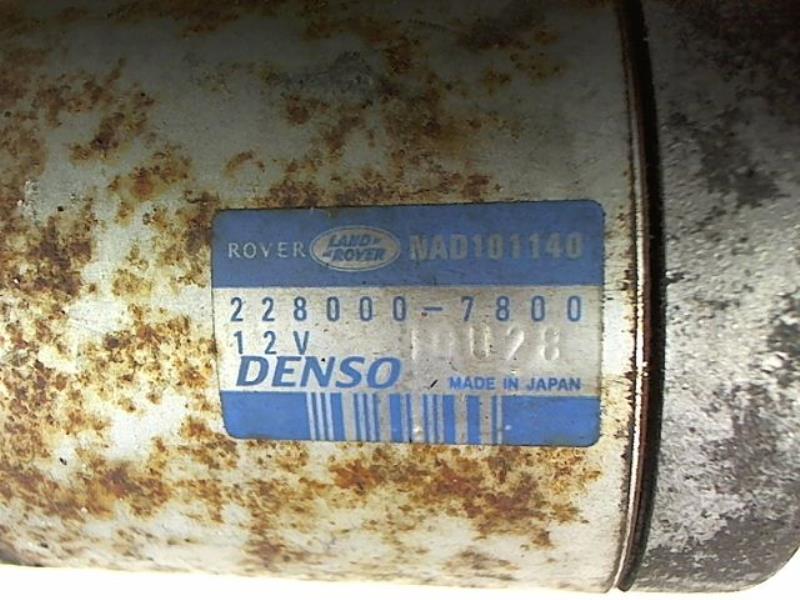 ROVER LAND ROVER NAD101140
228000-7800
12V
DENSO MADE IN JAPAN